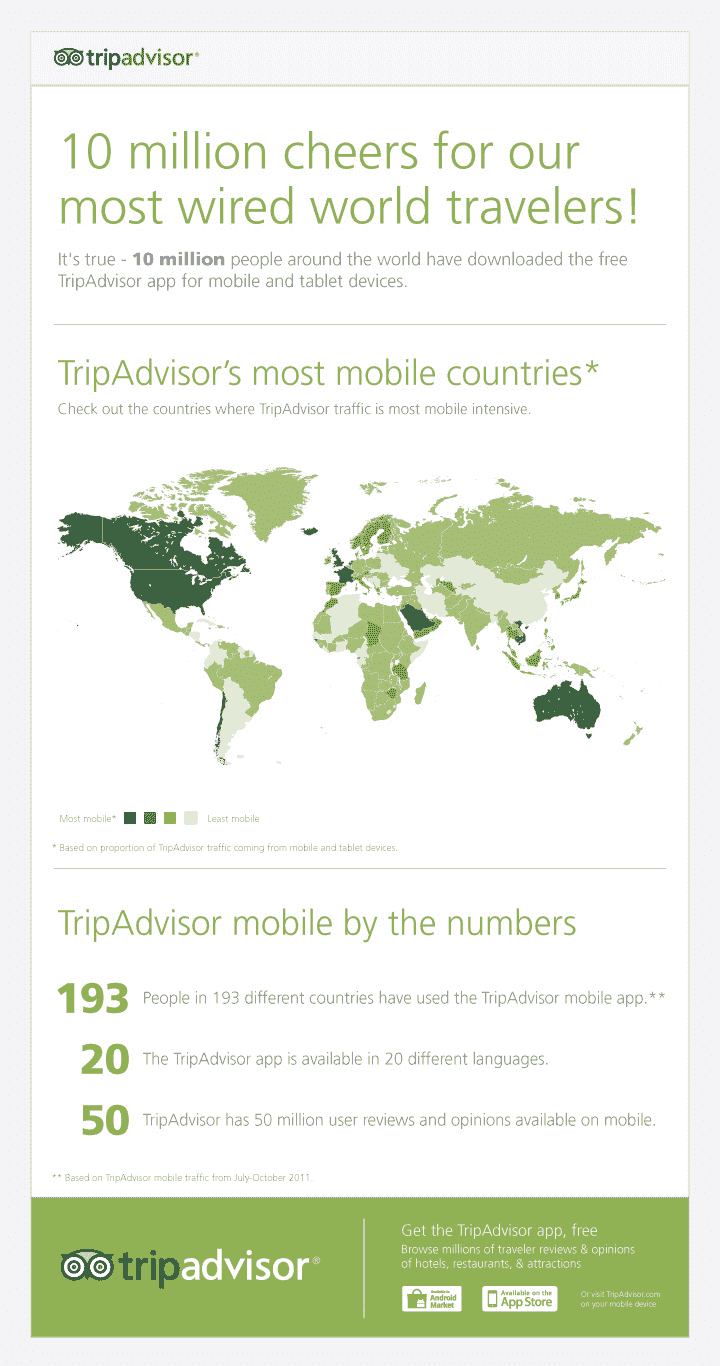 tripadvisor®
10 million cheers for our
most wired world travelers!
It's true - 10 million people around the world have downloaded the free
TripAdvisor app for mobile and tablet devices.
TripAdvisor’s most mobile countries*
Check out the countries where TripAdvisor traffic is most mobile intensive.
Most mobile* Least mobile
* Based on proportion of TripAdvisor traffic coming from mobile and tablet devices.
TripAdvisor mobile by the numbers
193 People in 193 different countries have used the TripAdvisor mobile app.**
20 The TripAdvisor app is available in 20 different languages.
50 TripAdvisor has 50 million user reviews and opinions available on mobile.
** Based on TripAdvisor mobile traffic from July-October 2011.
tripadvisor®
Get the TripAdvisor app, free
Browse millions of traveler reviews & opinions
of hotels, restaurants, & attractions
Available in
Android
Market
Available on the
App Store
Or visit TripAdvisor.com
on your mobile device